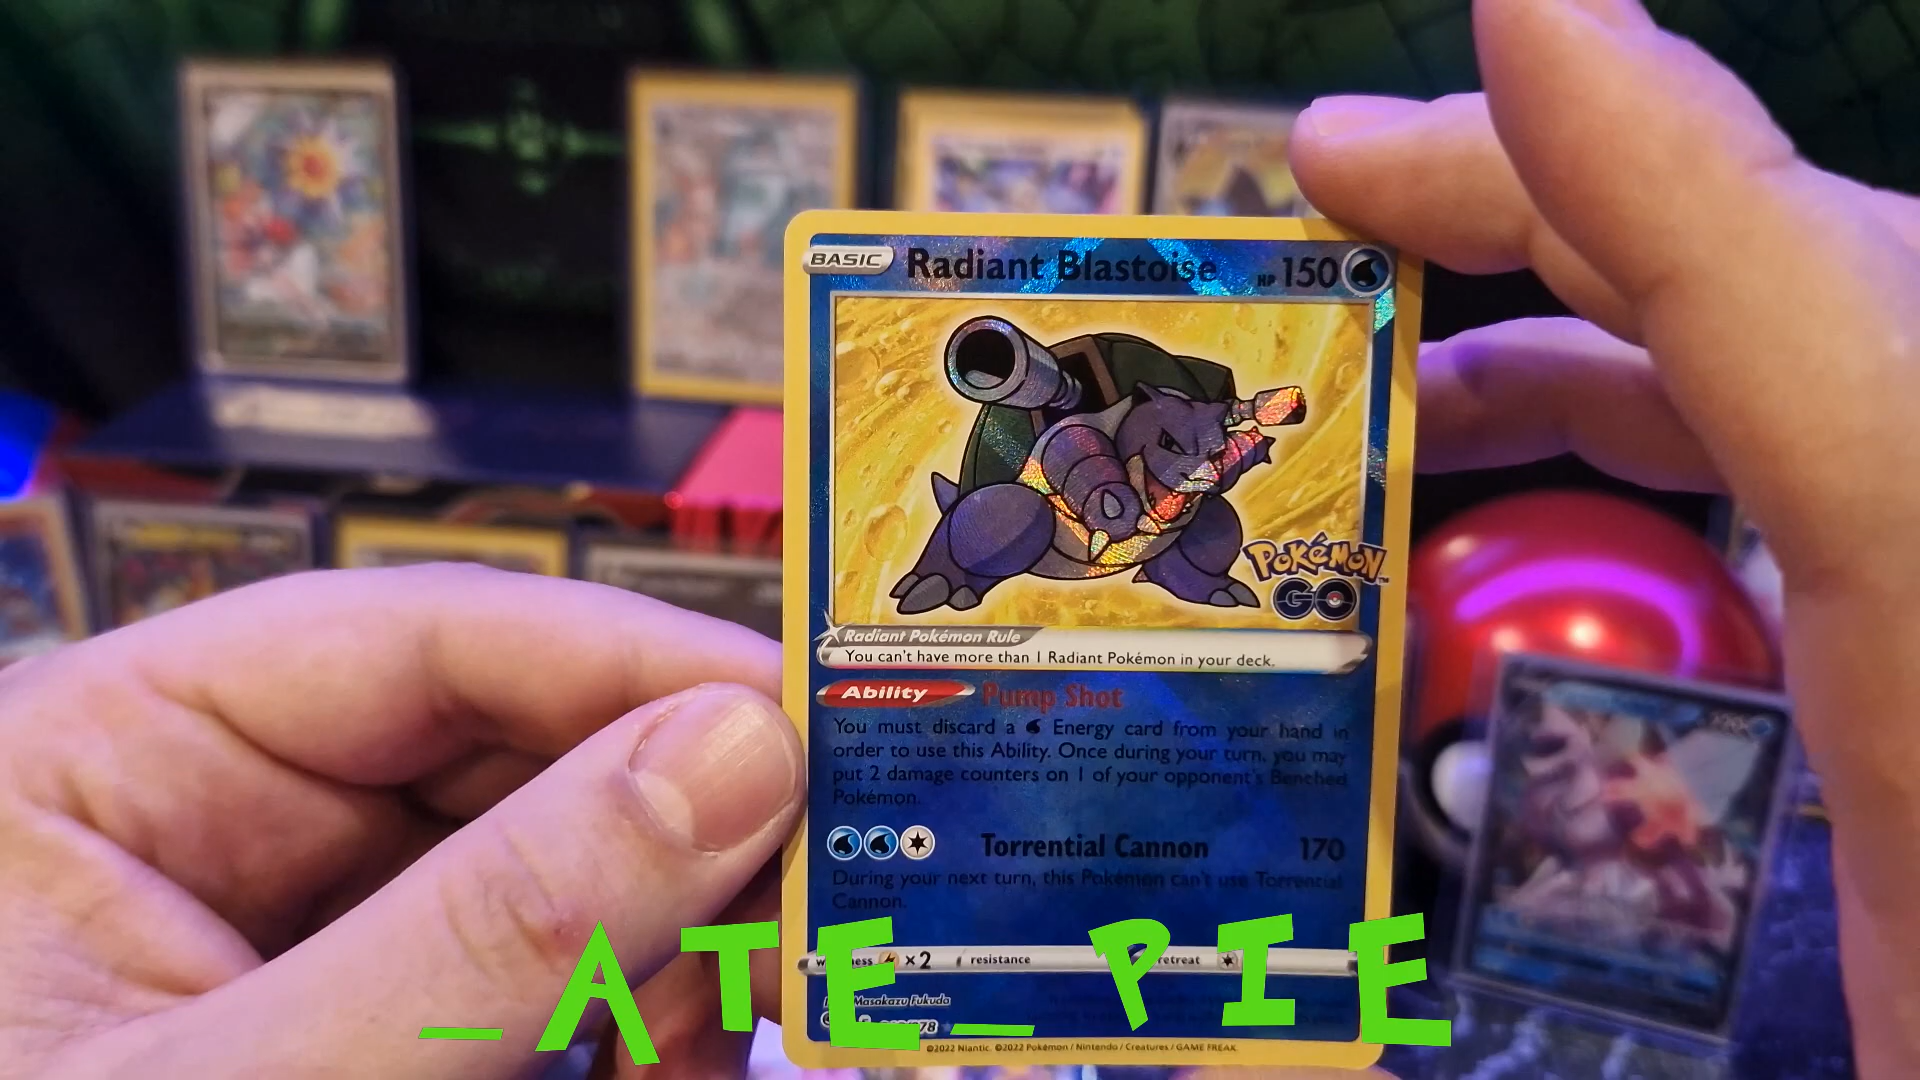 BASIC Radiant Blastoise HP 150
POKéMON
GO
Radiant Pokémon Rule
You can't have more than 1 Radiant Pokémon in your deck.
Ability Pump Shot
You must discard a Energy card from your hand in
order to use this Ability. Once during your turn, you may
put 2 damage counters on 1 of your opponent's Benched
Pokémon.
Torrential Cannon 170
During your next turn, this Pokémon can't use Torrential
Cannon.
×2 resistance retreat
Masakazu Fukuda
_ATE_PIE
©2022 Niantic. ©2022 Pokémon / Nintendo / Creatures / GAME FREAK